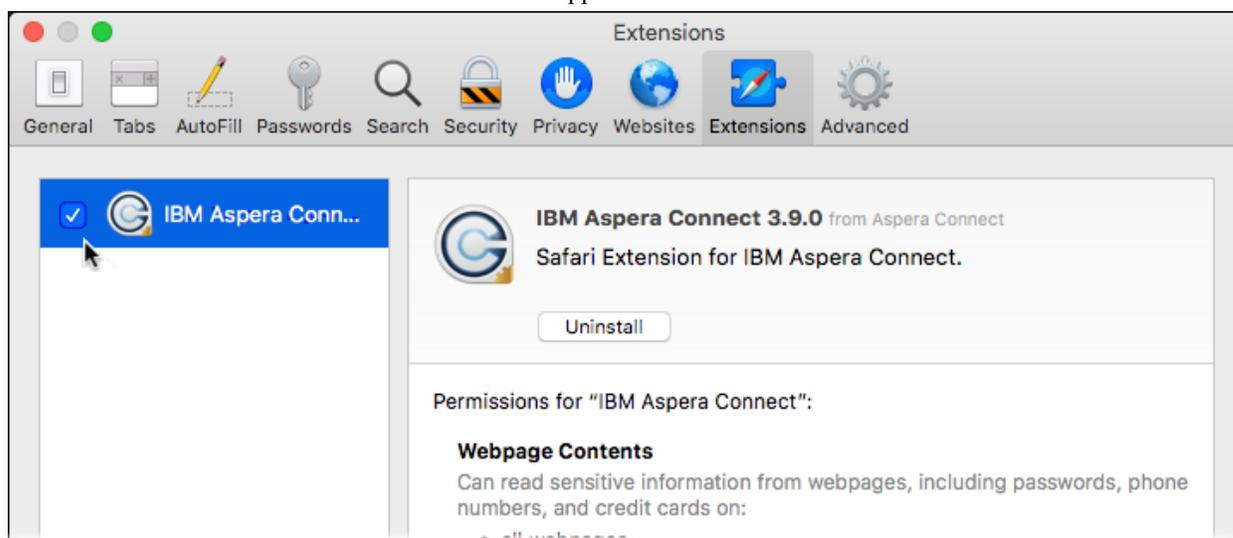 Extensions
General Tabs AutoFill Passwords Search Security Privacy Websites Extensions Advanced
IBM Aspera Conn...
IBM Aspera Connect 3.9.0 from Aspera Connect
Safari Extension for IBM Aspera Connect.
Uninstall
Permissions for “IBM Aspera Connect”:
Webpage Contents
Can read sensitive information from webpages, including passwords, phone
numbers, and credit cards on: